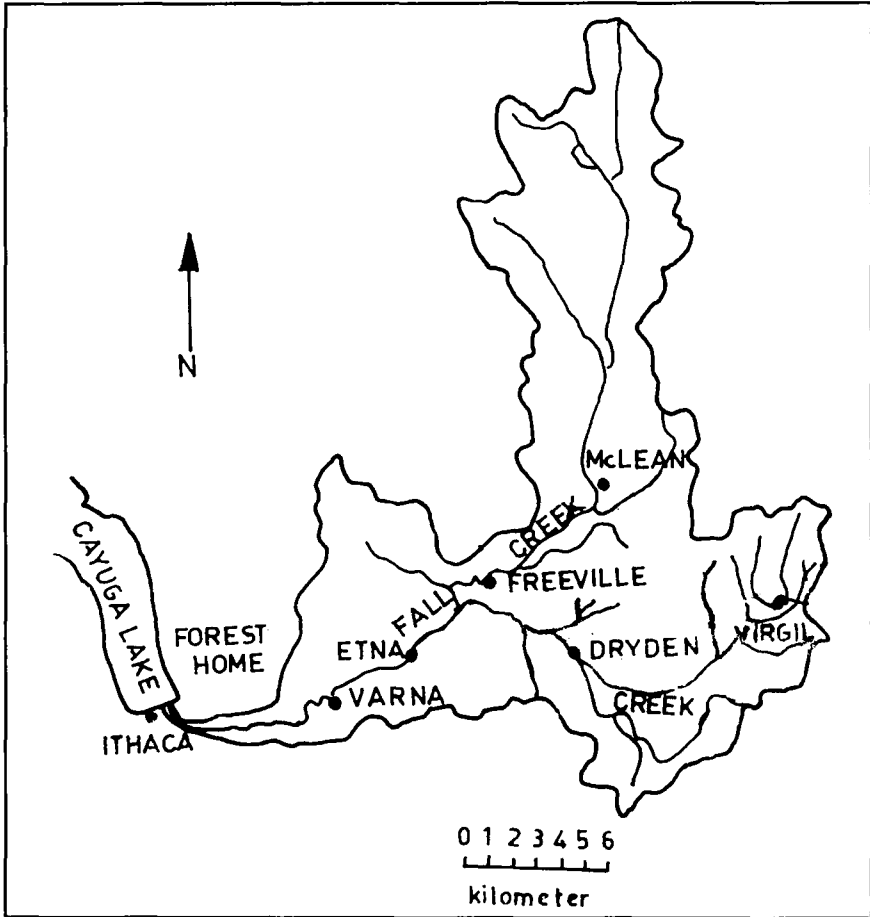 N
McLEAN
CREEK
FREEVILLE
FALL
CAYUGA LAKE
FOREST
HOME
ETNA
DRYDEN
VIRGIL
VARNA
CREEK
ITHACA
0 1 2 3 4 5 6
kilometer